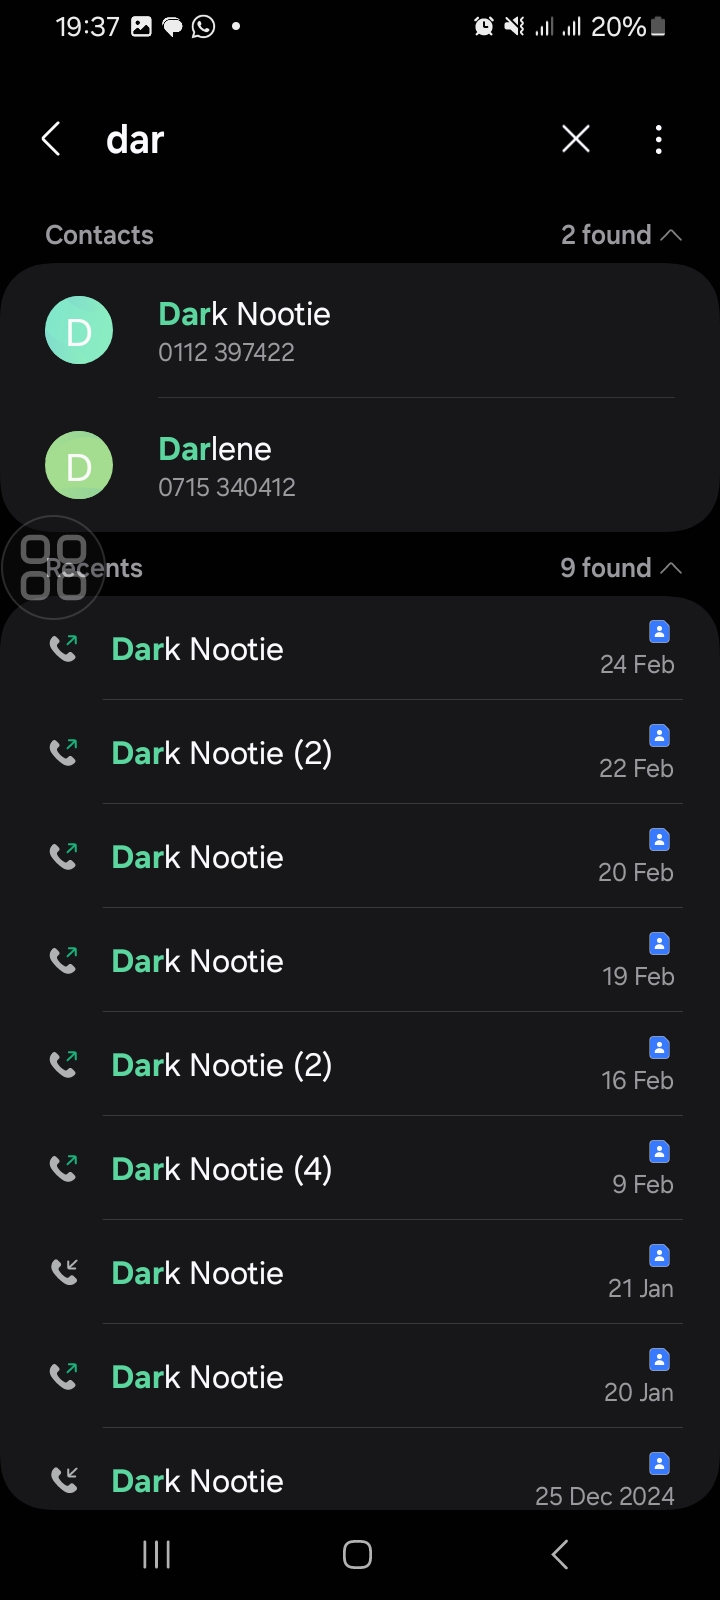 19:37 20%
dar
Contacts 2 found
D
Dark Nootie
0112 397422
D
Darlene
0715 340412
Recents 9 found
Dark Nootie
24 Feb
Dark Nootie (2)
22 Feb
Dark Nootie
20 Feb
Dark Nootie
19 Feb
Dark Nootie (2)
16 Feb
Dark Nootie (4)
9 Feb
Dark Nootie
21 Jan
Dark Nootie
20 Jan
Dark Nootie
25 Dec 2024